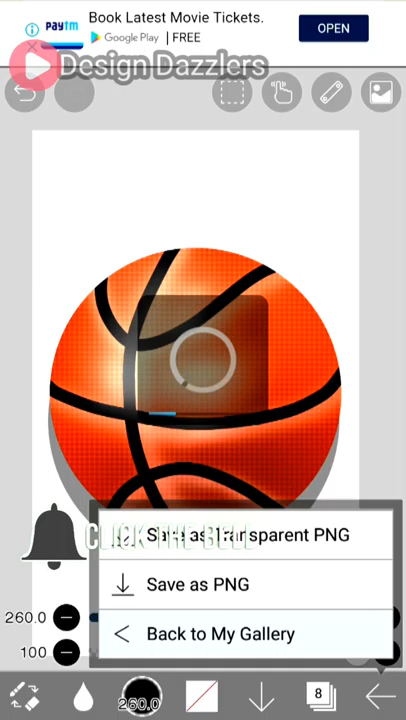 Book Latest Movie Tickets.
paytm
Google Play | FREE
OPEN
Design Dazzlers
Save as Transparent PNG
CLICK THE BELL
Save as PNG
260.0
Back to My Gallery
100
260.0
8